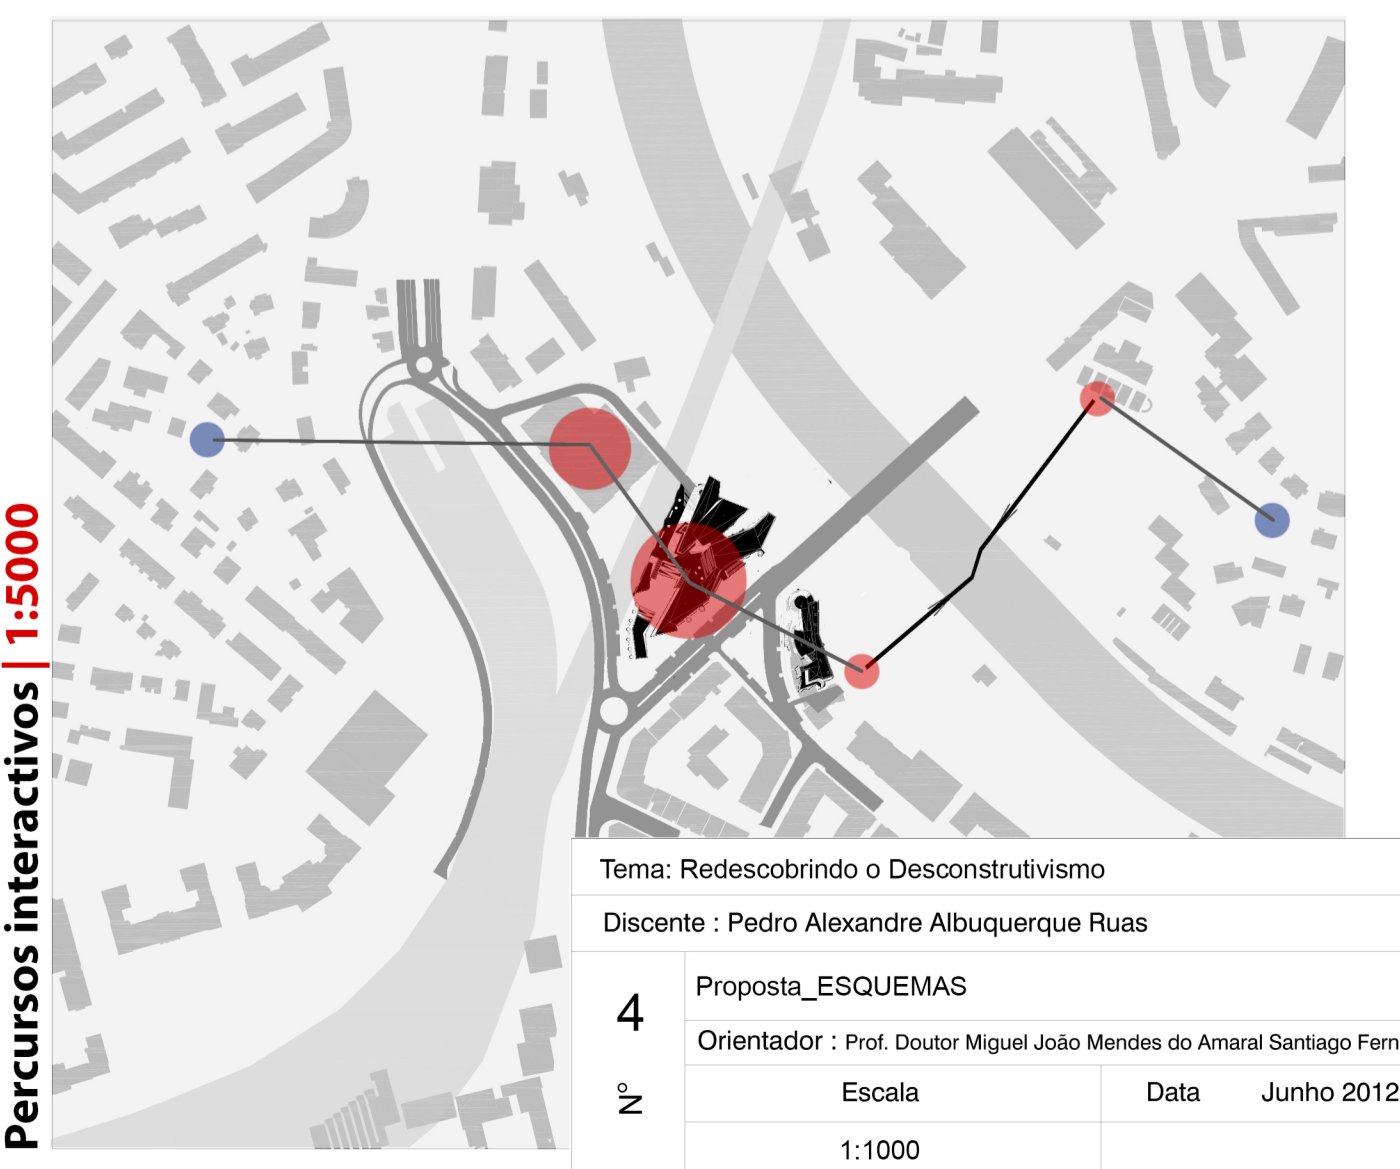 Percursos interactivos | 1:5000
Tema: Redescobrindo o Desconstrutivismo
Discente : Pedro Alexandre Albuquerque Ruas
4
Nº
Proposta_ESQUEMAS
Orientador : Prof. Doutor Miguel João Mendes do Amaral Santiago Fern
Escala
Data Junho 2012
1:1000